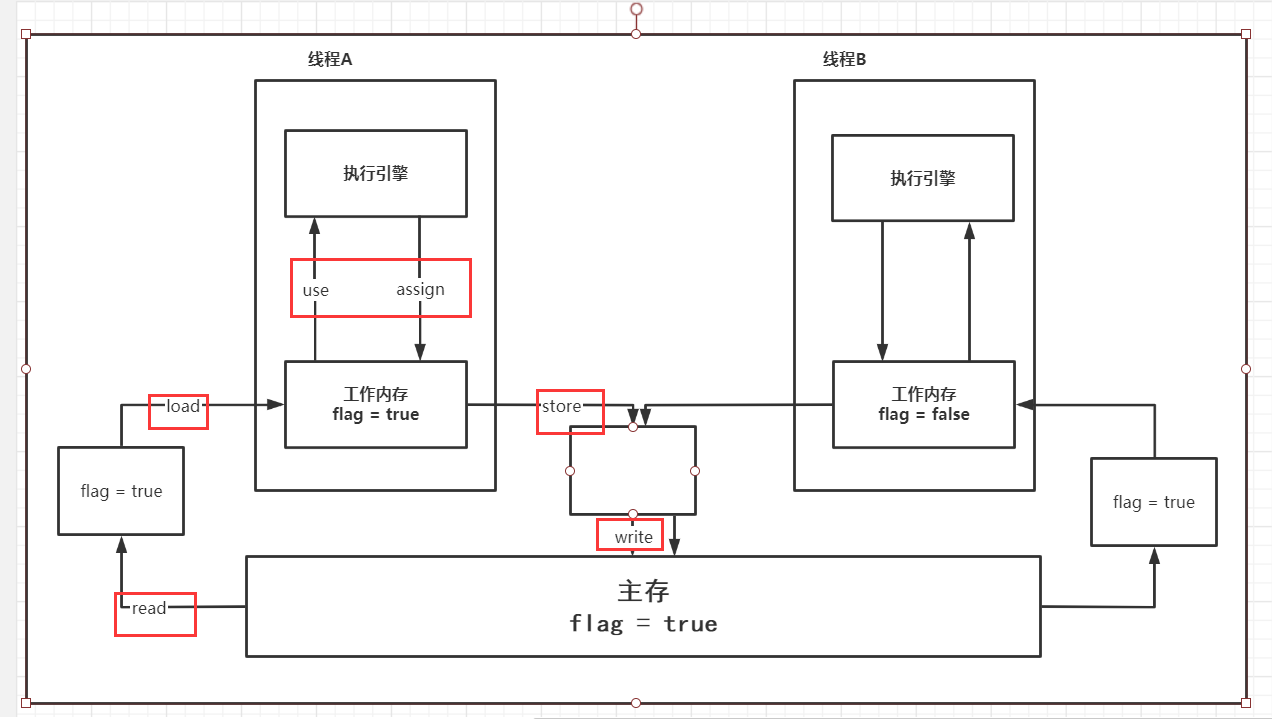 线程A
线程B
执行引擎
执行引擎
use
assign
工作内存
flag = true
工作内存
flag = false
load
store
flag = true
flag = true
write
主存
flag = true
read